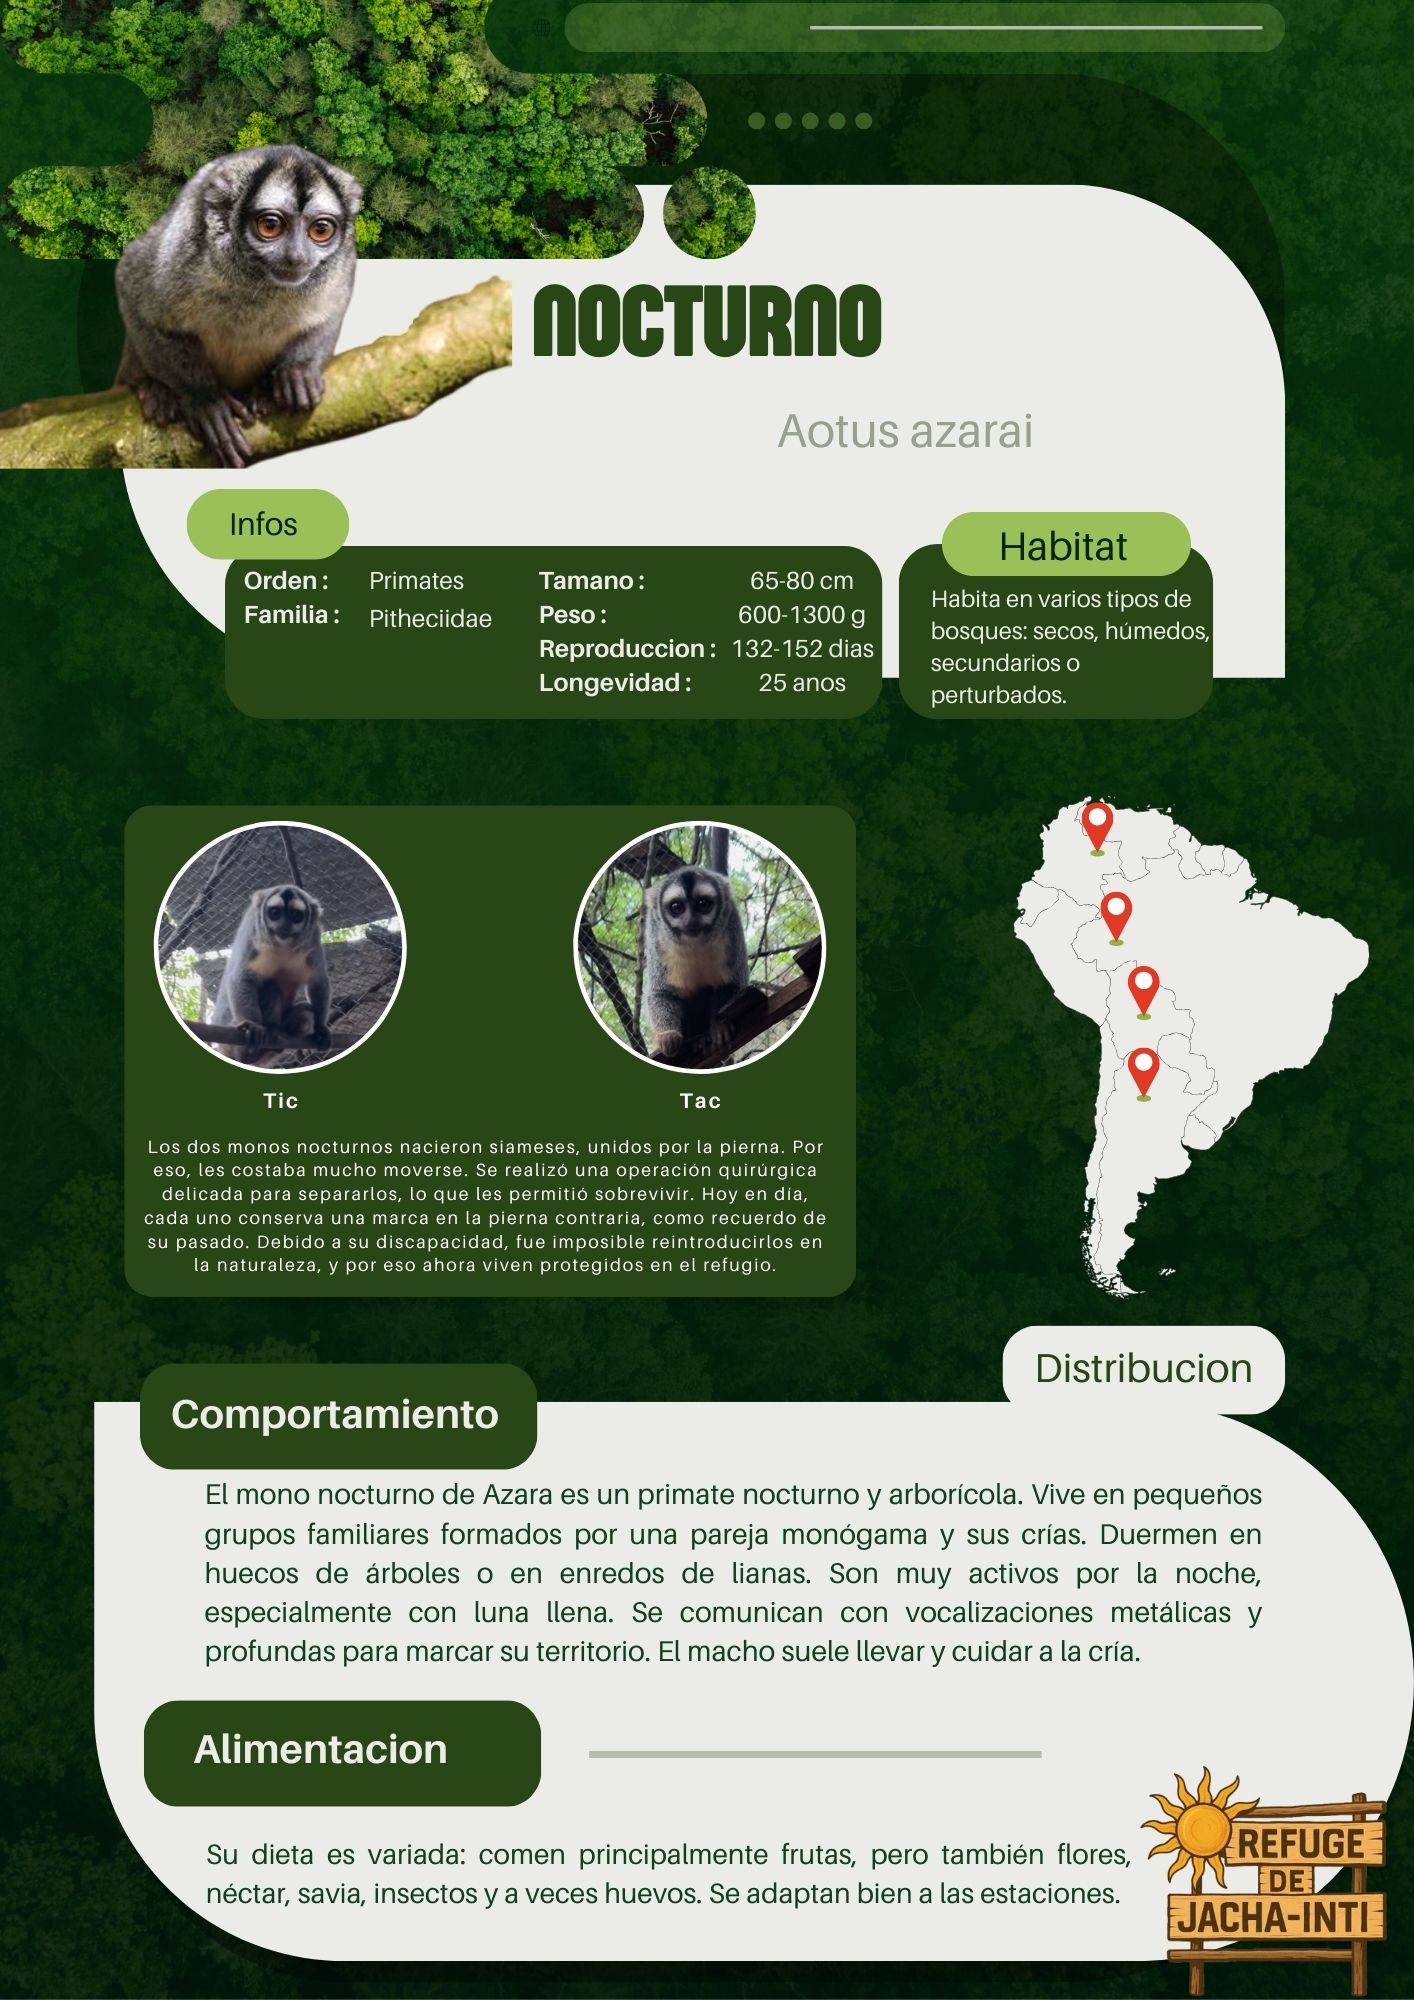 NOCTURNO
Aotus azarai
Infos
Orden : Primates
Familia : Pitheciidae
Tamano : 65-80 cm
Peso : 600-1300 g
Reproduccion : 132-152 dias
Longevidad : 25 anos
Habitat
Habita en varios tipos de
bosques: secos, húmedos,
secundarios o
perturbados.
Tic
Tac
Los dos monos nocturnos nacieron siameses, unidos por la pierna. Por
eso, les costaba mucho moverse. Se realizó una operación quirúrgica
delicada para separarlos, lo que les permitió sobrevivir. Hoy en día,
cada uno conserva una marca en la pierna contraria, como recuerdo de
su pasado. Debido a su discapacidad, fue imposible reintroducirlos en
la naturaleza, y por eso ahora viven protegidos en el refugio.
Distribucion
Comportamiento
El mono nocturno de Azara es un primate nocturno y arborícola. Vive en pequeños
grupos familiares formados por una pareja monógama y sus crías. Duermen en
huecos de árboles o en enredos de lianas. Son muy activos por la noche,
especialmente con luna llena. Se comunican con vocalizaciones metálicas y
profundas para marcar su territorio. El macho suele llevar y cuidar a la cría.
Alimentacion
Su dieta es variada: comen principalmente frutas, pero también flores,
néctar, savia, insectos y a veces huevos. Se adaptan bien a las estaciones.
REFUGE
DE
JACHA-INTI